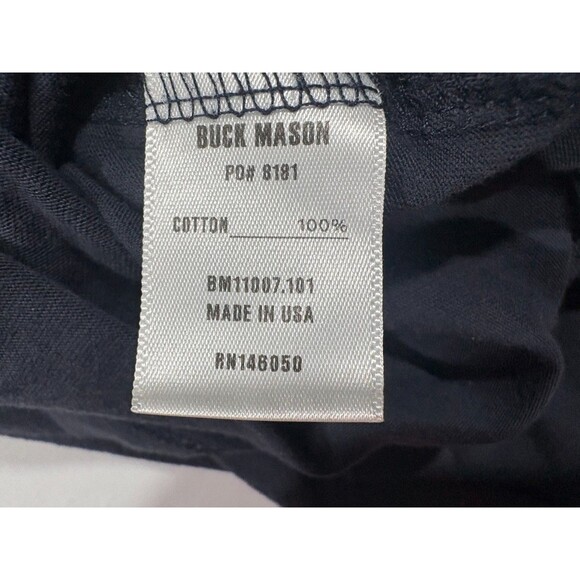 BUCK MASON
PO# 8181
COTTON 100%
BM11007.101
MADE IN USA
RN146050